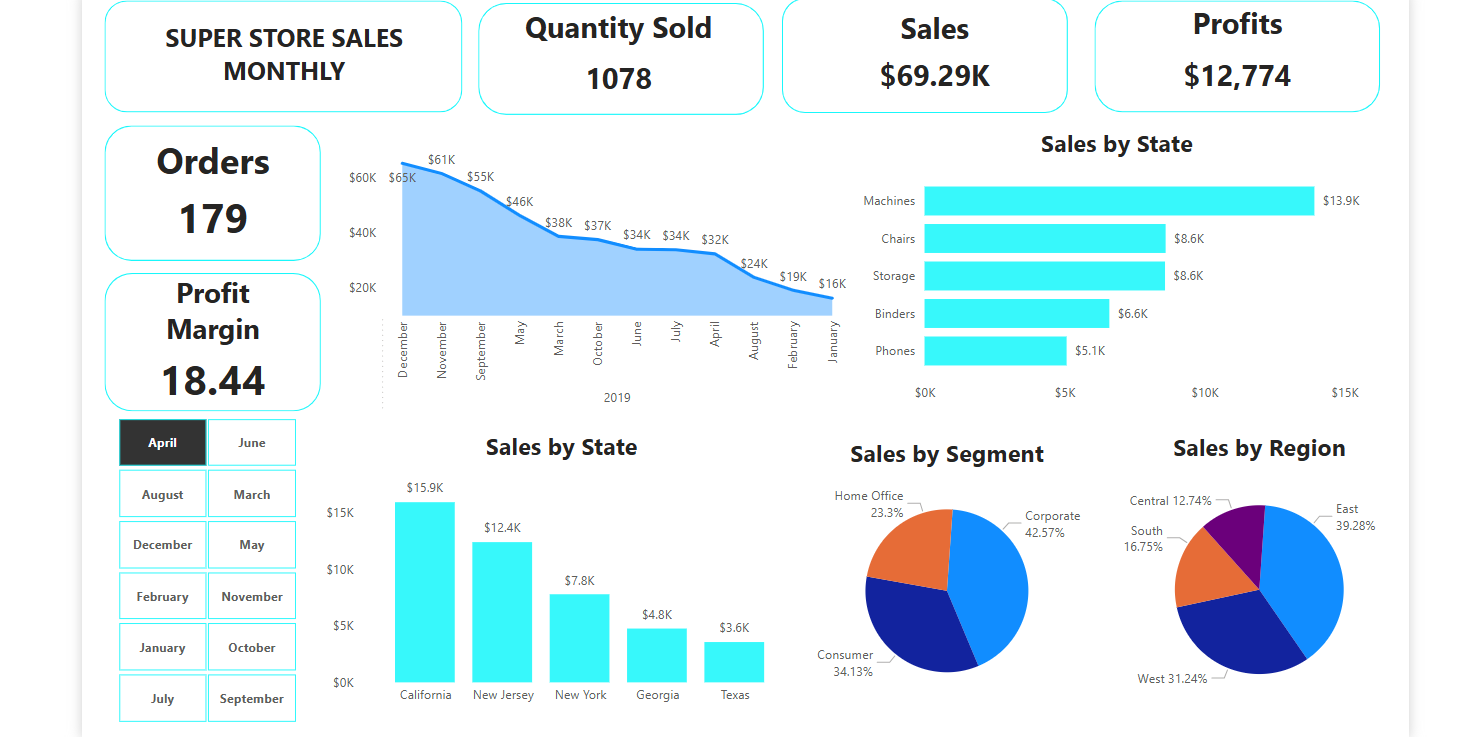 SUPER STORE SALES
MONTHLY
Quantity Sold
1078
Sales
$69.29K
Profits
$12,774
Orders
179
Profit
Margin
18.44
$60K
$40K
$20K
$65K
$61K
$55K
$46K
$38K
$37K
$34K
$34K
$32K
$24K
$19K
$16K
December
November
September
May
March
October
June
July
April
August
February
January
2019
Sales by State
Machines
$13.9K
Chairs
$8.6K
Storage
$8.6K
Binders
$6.6K
Phones
$5.1K
$0K
$5K
$10K
$15K
April
June
August
March
December
May
February
November
January
October
July
September
Sales by State
$15K
$10K
$5K
$0K
$15.9K
$12.4K
$7.8K
$4.8K
$3.6K
California
New Jersey
New York
Georgia
Texas
Sales by Segment
Home Office
23.3%
Corporate
42.57%
Consumer
34.13%
Sales by Region
Central 12.74%
East
39.28%
South
16.75%
West 31.24%